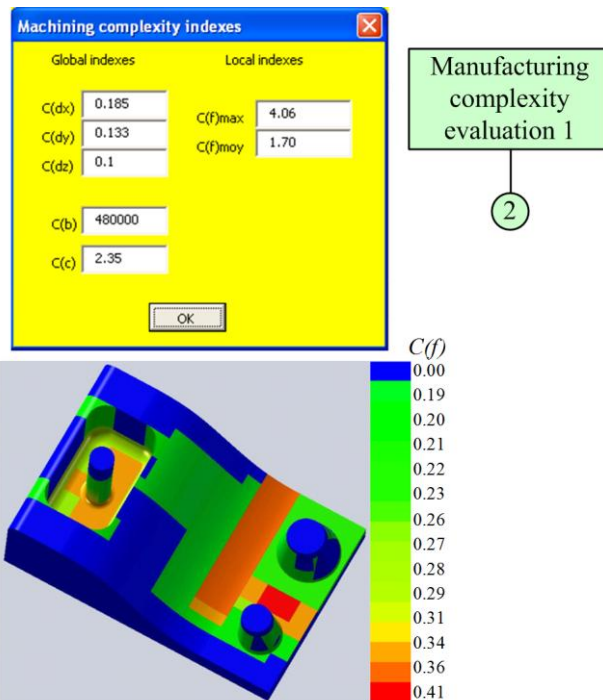 Machining complexity indexes
Global indexes
Local indexes
C(dx) 0.185
C(dy) 0.133
C(dz) 0.1
C(b) 480000
C(c) 2.35
C(f)max 4.06
C(f)moy 1.70
OK
Manufacturing
complexity
evaluation 1
2
C(f)
0.00
0.19
0.20
0.21
0.22
0.23
0.26
0.27
0.28
0.29
0.31
0.34
0.36
0.41